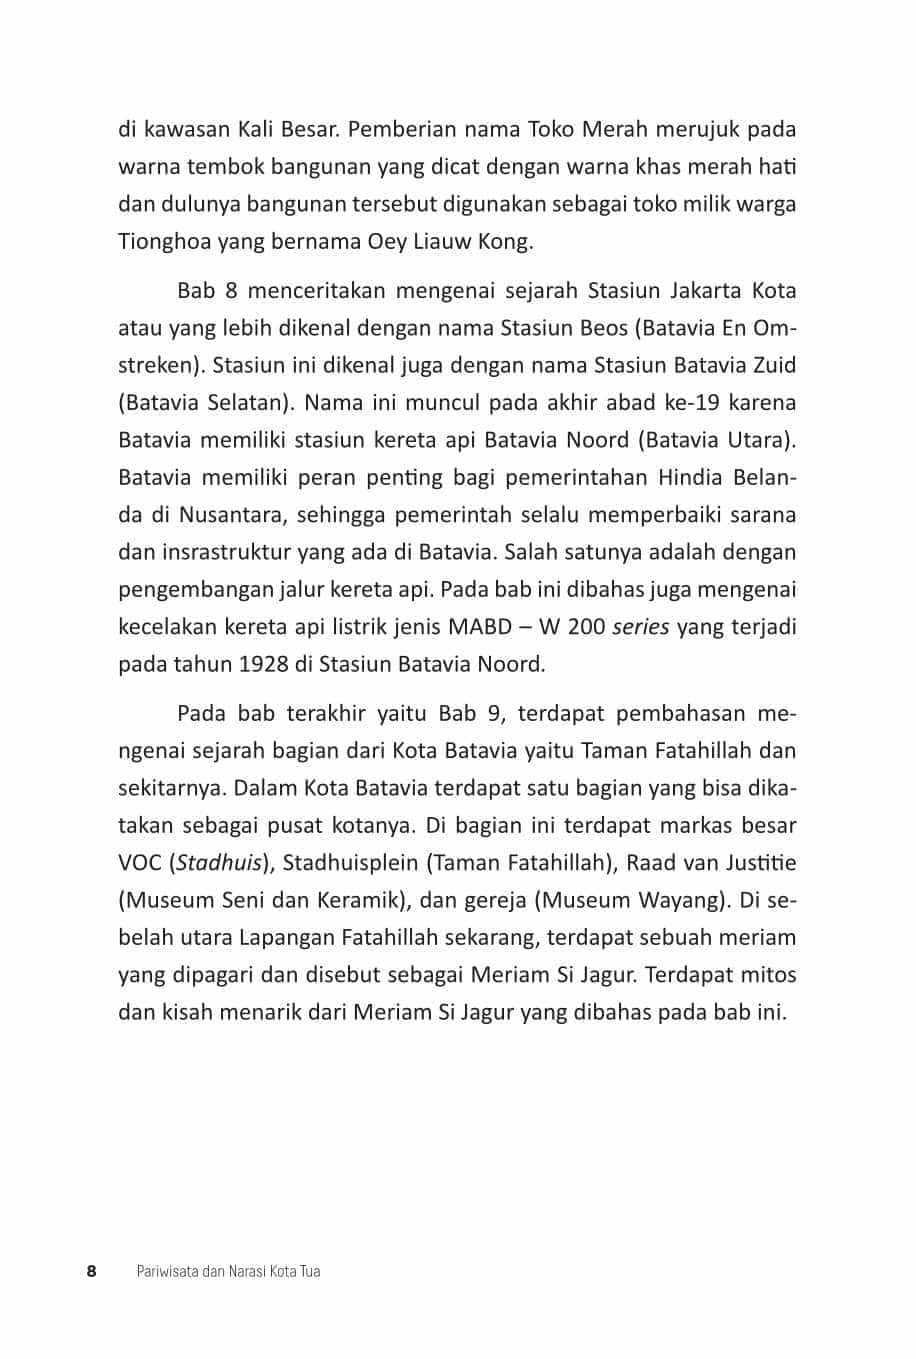 di kawasan Kali Besar. Pemberian nama Toko Merah merujuk pada
warna tembok bangunan yang dicat dengan warna khas merah hati
dan dulunya bangunan tersebut digunakan sebagai toko milik warga
Tionghoa yang bernama Oey Liauw Kong.
Bab 8 menceritakan mengenai sejarah Stasiun Jakarta Kota
atau yang lebih dikenal dengan nama Stasiun Beos (Batavia En Om-
streken). Stasiun ini dikenal juga dengan nama Stasiun Batavia Zuid
(Batavia Selatan). Nama ini muncul pada akhir abad ke-19 karena
Batavia memiliki stasiun kereta api Batavia Noord (Batavia Utara).
Batavia memiliki peran penting bagi pemerintahan Hindia Belan-
da di Nusantara, sehingga pemerintah selalu memperbaiki sarana
dan insrastruktur yang ada di Batavia. Salah satunya adalah dengan
pengembangan jalur kereta api. Pada bab ini dibahas juga mengenai
kecelakan kereta api listrik jenis MABD – W 200 series yang terjadi
pada tahun 1928 di Stasiun Batavia Noord.
Pada bab terakhir yaitu Bab 9, terdapat pembahasan me-
ngenai sejarah bagian dari Kota Batavia yaitu Taman Fatahillah dan
sekitarnya. Dalam Kota Batavia terdapat satu bagian yang bisa dika-
takan sebagai pusat kotanya. Di bagian ini terdapat markas besar
VOC (Stadhuis), Stadhuisplein (Taman Fatahillah), Raad van Justitie
(Museum Seni dan Keramik), dan gereja (Museum Wayang). Di se-
belah utara Lapangan Fatahillah sekarang, terdapat sebuah meriam
yang dipagari dan disebut sebagai Meriam Si Jagur. Terdapat mitos
dan kisah menarik dari Meriam Si Jagur yang dibahas pada bab ini.
8 Pariwisata dan Narasi Kota Tua